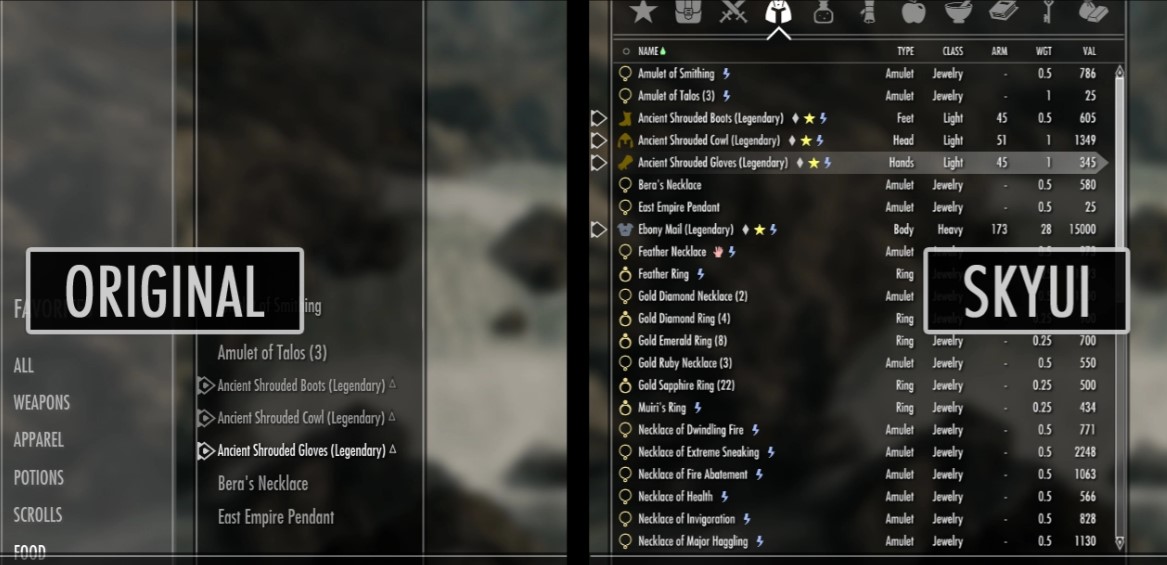 ORIGINAL
ALL
WEAPONS
APPAREL
POTIONS
SCROLLS
FOOD
Amulet of Talos (3)
Ancient Shrouded Boots (Legendary)
Ancient Shrouded Cowl (Legendary)
Ancient Shrouded Gloves (Legendary)
Bera's Necklace
East Empire Pendant
SKYUI
NAME TYPE CLASS ARM WGT VAL
Amulet of Smithing Amulet Jewelry - 0.5 786
Amulet of Talos (3) Amulet Jewelry - 1 25
Ancient Shrouded Boots (Legendary) Feet Light 45 0.5 605
Ancient Shrouded Cowl (Legendary) Head Light 51 1 1349
Ancient Shrouded Gloves (Legendary) Hands Light 45 1 345
Bera's Necklace Amulet Jewelry - 0.5 580
East Empire Pendant Amulet Jewelry - 0.5 25
Ebony Mail (Legendary) Body Heavy 173 28 15000
Feather Necklace Amulet
Feather Ring Ring
Gold Diamond Necklace (2) Amulet
Gold Diamond Ring (4) Ring
Gold Emerald Ring (8) Ring Jewelry - 0.25 700
Gold Ruby Necklace (3) Amulet Jewelry - 0.5 550
Gold Sapphire Ring (22) Ring Jewelry - 0.25 500
Muiri's Ring Ring Jewelry - 0.25 434
Necklace of Dwindling Fire Amulet Jewelry - 0.5 771
Necklace of Extreme Sneaking Amulet Jewelry - 0.5 2248
Necklace of Fire Abatement Amulet Jewelry - 0.5 1063
Necklace of Health Amulet Jewelry - 0.5 566
Necklace of Invigoration Amulet Jewelry - 0.5 828
Necklace of Major Haggling Amulet Jewelry - 0.5 1130